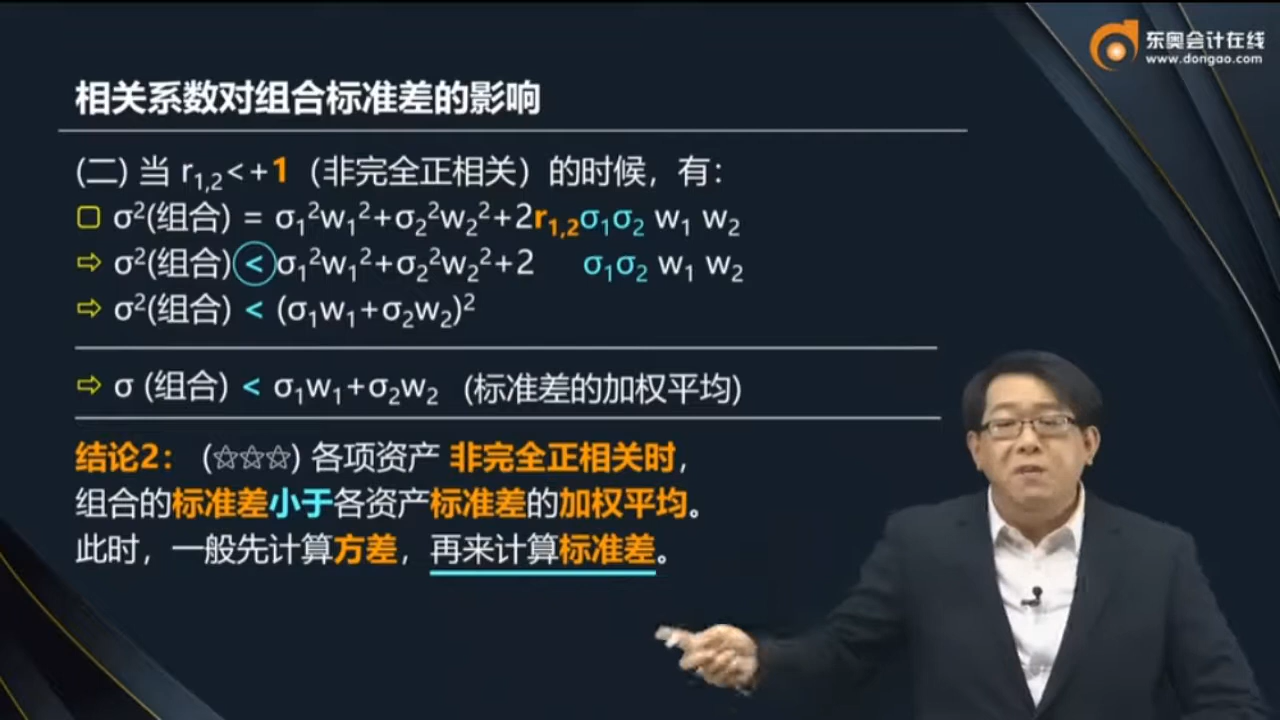 东奥会计在线
www.dongao.com
相关系数对组合标准差的影响
(二) 当 r₁,₂<+1（非完全正相关）的时候，有：
σ²(组合) = σ₁²w₁²+σ₂²w₂²+2r₁,₂σ₁σ₂ w₁ w₂
⇨ σ²(组合) < σ₁²w₁²+σ₂²w₂²+2 σ₁σ₂ w₁ w₂
⇨ σ²(组合) < (σ₁w₁+σ₂w₂)²
⇨ σ (组合) < σ₁w₁+σ₂w₂ (标准差的加权平均)
结论2： (☆☆☆) 各项资产 非完全正相关时，
组合的标准差小于各资产标准差的加权平均。
此时，一般先计算方差，再来计算标准差。